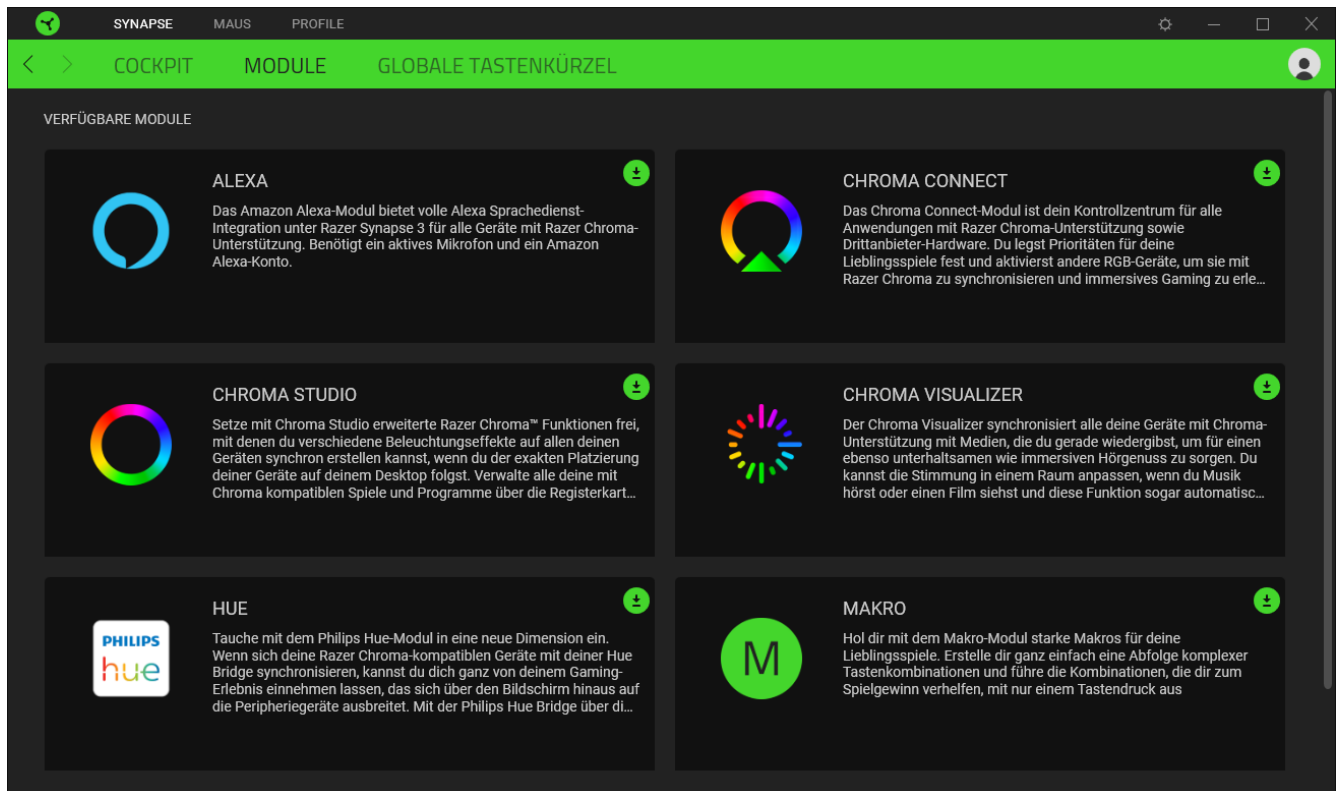 SYNAPSE MAUS PROFILE
COCKPIT MODULE GLOBALE TASTENKÜRZEL
VERFÜGBARE MODULE
ALEXA
Das Amazon Alexa-Modul bietet volle Alexa Sprachedienst-
Integration unter Razer Synapse 3 für alle Geräte mit Razer Chroma-
Unterstützung. Benötigt ein aktives Mikrofon und ein Amazon
Alexa-Konto.
CHROMA CONNECT
Das Chroma Connect-Modul ist dein Kontrollzentrum für alle
Anwendungen mit Razer Chroma-Unterstützung sowie
Drittanbieter-Hardware. Du legst Prioritäten für deine
Lieblingsspiele fest und aktivierst andere RGB-Geräte, um sie mit
Razer Chroma zu synchronisieren und immersives Gaming zu erle...
CHROMA STUDIO
Setze mit Chroma Studio erweiterte Razer Chroma™ Funktionen frei,
mit denen du verschiedene Beleuchtungseffekte auf allen deinen
Geräten synchron erstellen kannst, wenn du der exakten Platzierung
deiner Geräte auf deinem Desktop folgst. Verwalte alle deine mit
Chroma kompatiblen Spiele und Programme über die Registerkart...
CHROMA VISUALIZER
Der Chroma Visualizer synchronisiert alle deine Geräte mit Chroma-
Unterstützung mit Medien, die du gerade wiedergibst, um für einen
ebenso unterhaltsamen wie immersiven Hörgenuss zu sorgen. Du
kannst die Stimmung in einem Raum anpassen, wenn du Musik
hörst oder einen Film siehst und diese Funktion sogar automatisc...
PHILIPS
hue
HUE
Tauche mit dem Philips Hue-Modul in eine neue Dimension ein.
Wenn sich deine Razer Chroma-kompatiblen Geräte mit deiner Hue
Bridge synchronisieren, kannst du dich ganz von deinem Gaming-
Erlebnis einnehmen lassen, das sich über den Bildschirm hinaus auf
die Peripheriegeräte ausbreitet. Mit der Philips Hue Bridge über di...
M
MAKRO
Hol dir mit dem Makro-Modul starke Makros für deine
Lieblingsspiele. Erstelle dir ganz einfach eine Abfolge komplexer
Tastenkombinationen und führe die Kombinationen, die dir zum
Spielgewinn verhelfen, mit nur einem Tastendruck aus